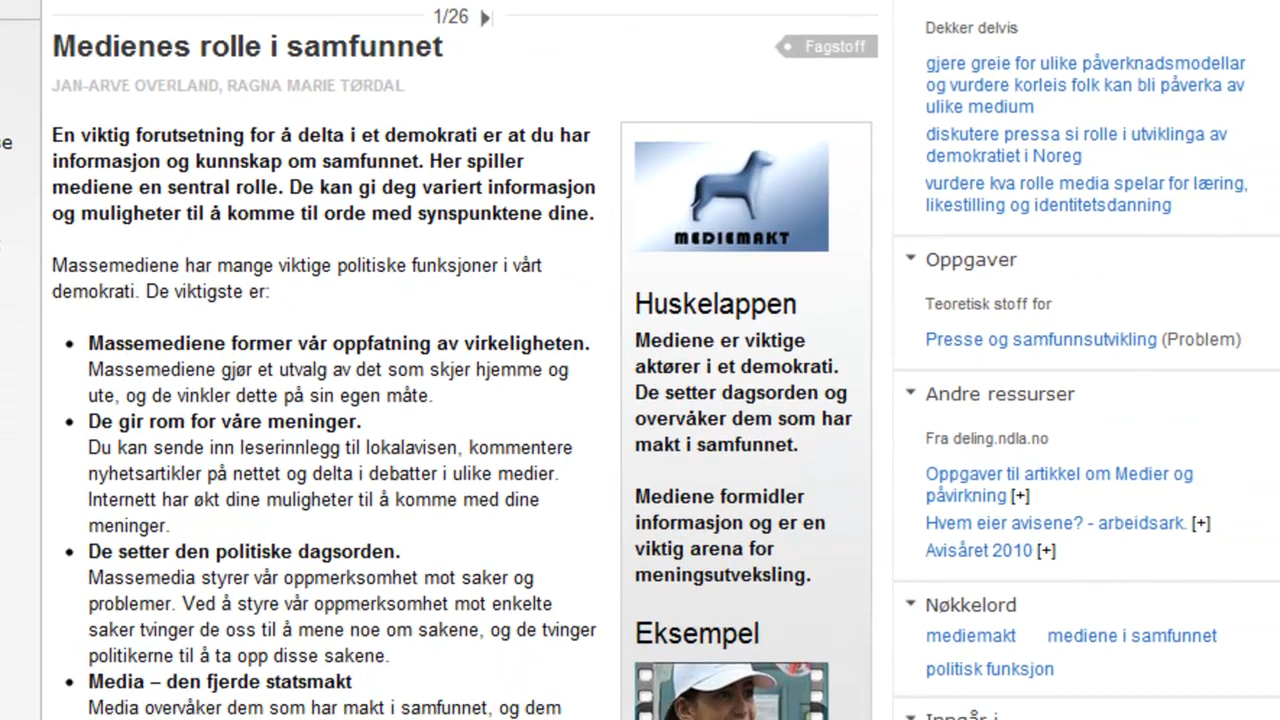 1/26
Medienes rolle i samfunnet
Fagstoff
JAN-ARVE OVERLAND, RAGNA MARIE TØRDAL
En viktig forutsetning for å delta i et demokrati er at du har
informasjon og kunnskap om samfunnet. Her spiller
mediene en sentral rolle. De kan gi deg variert informasjon
og muligheter til å komme til orde med synspunktene dine.
Massemediene har mange viktige politiske funksjoner i vårt
demokrati. De viktigste er:
• Massemediene former vår oppfatning av virkeligheten.
Massemediene gjør et utvalg av det som skjer hjemme og
ute, og de vinkler dette på sin egen måte.
• De gir rom for våre meninger.
Du kan sende inn leserinnlegg til lokalavisen, kommentere
nyhetsartikler på nettet og delta i debatter i ulike medier.
Internett har økt dine muligheter til å komme med dine
meninger.
• De setter den politiske dagsorden.
Massemedia styrer vår oppmerksomhet mot saker og
problemer. Ved å styre vår oppmerksomhet mot enkelte
saker tvinger de oss til å mene noe om sakene, og de tvinger
politikerne til å ta opp disse sakene.
• Media – den fjerde statsmakt
Media overvåker dem som har makt i samfunnet, og dem
MEDIEMAKT
Huskelappen
Mediene er viktige
aktører i et demokrati.
De setter dagsorden og
overvåker dem som har
makt i samfunnet.
Mediene formidler
informasjon og er en
viktig arena for
meningsutveksling.
Eksempel
Dekker delvis
gjere greie for ulike påverknadsmodellar
og vurdere korleis folk kan bli påverka av
ulike medium
diskutere pressa si rolle i utviklinga av
demokratiet i Noreg
vurdere kva rolle media spelar for læring,
likestilling og identitetsdanning
Oppgaver
Teoretisk stoff for
Presse og samfunnsutvikling (Problem)
Andre ressurser
Fra deling.ndla.no
Oppgaver til artikkel om Medier og
påvirkning [+]
Hvem eier avisene? - arbeidsark. [+]
Avisåret 2010 [+]
Nøkkelord
mediemakt mediene i samfunnet
politisk funksjon
Inngår i